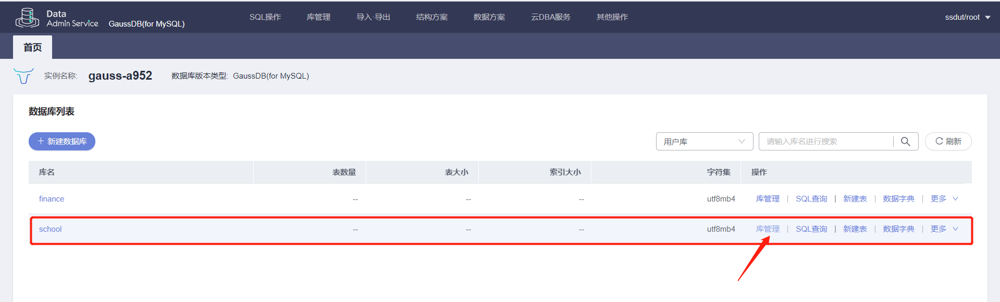 Data
Admin Service GaussDB(for MySQL) SQL操作 库管理 导入·导出 结构方案 数据方案 云DBA服务 其他操作 ssdut/root
首页
实例名称: gauss-a952 数据库版本类型: GaussDB(for MySQL)
数据库列表
+ 新建数据库 用户库 请输入库名进行搜索 刷新
库名 表数量 表大小 索引大小 字符集 操作
finance -- -- -- utf8mb4 库管理 | SQL查询 | 新建表 | 数据字典 | 更多
school -- -- -- utf8mb4 库管理 | SQL查询 | 新建表 | 数据字典 | 更多